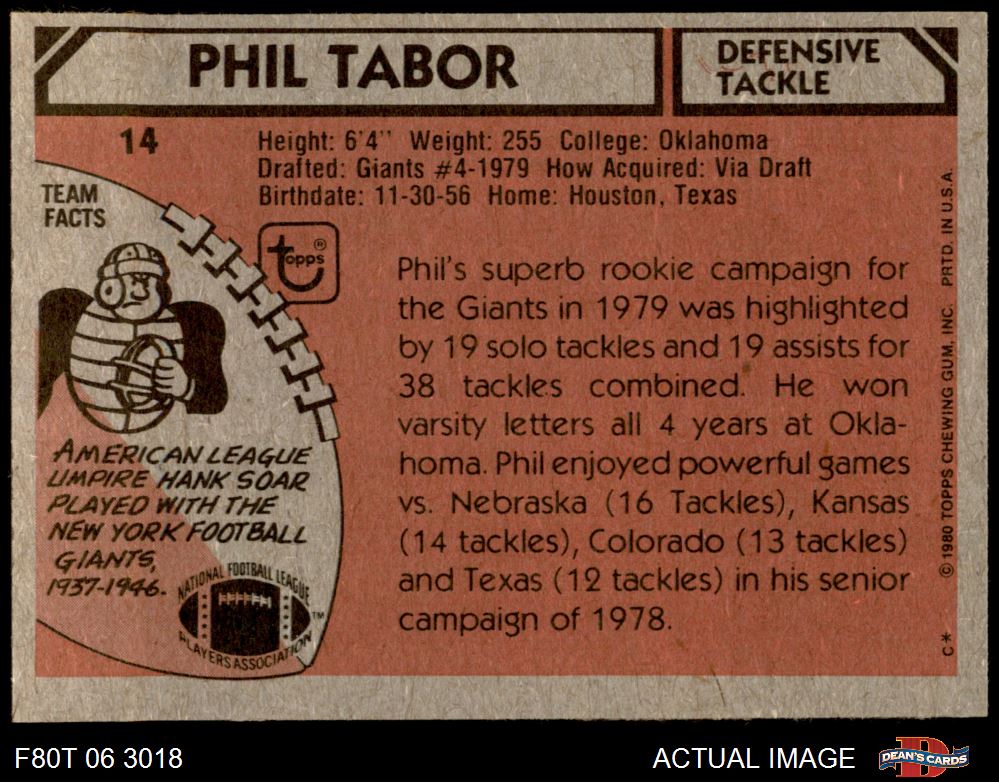 PHIL TABOR
DEFENSIVE
TACKLE
14
Height: 6'4" Weight: 255 College: Oklahoma
Drafted: Giants #4-1979 How Acquired: Via Draft
Birthdate: 11-30-56 Home: Houston, Texas
TEAM
FACTS
topps®
Phil's superb rookie campaign for
the Giants in 1979 was highlighted
by 19 solo tackles and 19 assists for
38 tackles combined. He won
varsity letters all 4 years at Okla-
homa. Phil enjoyed powerful games
vs. Nebraska (16 Tackles), Kansas
(14 tackles), Colorado (13 tackles)
and Texas (12 tackles) in his senior
campaign of 1978.
AMERICAN LEAGUE
UMPIRE HANK SOAR
PLAYED WITH THE
NEW YORK FOOTBALL
GIANTS,
1937-1946.
NATIONAL FOOTBALL LEAGUE
PLAYERS ASSOCIATION
TM
C* © 1980 TOPPS CHEWING GUM, INC. PRTD. IN U.S.A.
F80T 06 3018
ACTUAL IMAGE
D
DEAN'S CARDS